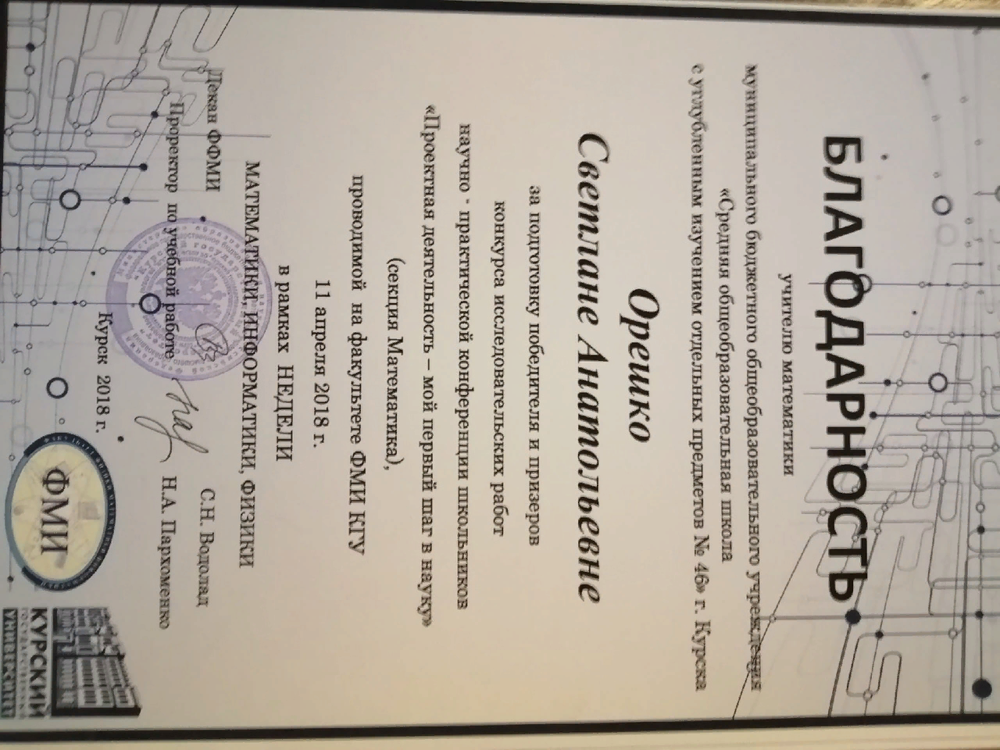 БЛАГОДАРНОСТЬ
учителю математики
муниципального бюджетного общеобразовательного учреждения
«Средняя общеобразовательная школа
с углубленным изучением отдельных предметов № 46» г. Курска
Орешко
Светлане Анатольевне
за подготовку победителя и призеров
конкурса исследовательских работ
научно - практической конференции школьников
«Проектная деятельность – мой первый шаг в науку»
(секция Математика),
проводимой на факультете ФМИ КГУ
11 апреля 2018 г.
в рамках НЕДЕЛИ
МАТЕМАТИКИ, ИНФОРМАТИКИ, ФИЗИКИ
Декан ФФМИ С.Н. Водолад
Проректор по учебной работе Н.А. Пархоменко
Курск 2018 г.
ФМИ
КУРСКИЙ
ГОСУДАРСТВЕННЫЙ
УНИВЕРСИТЕТ